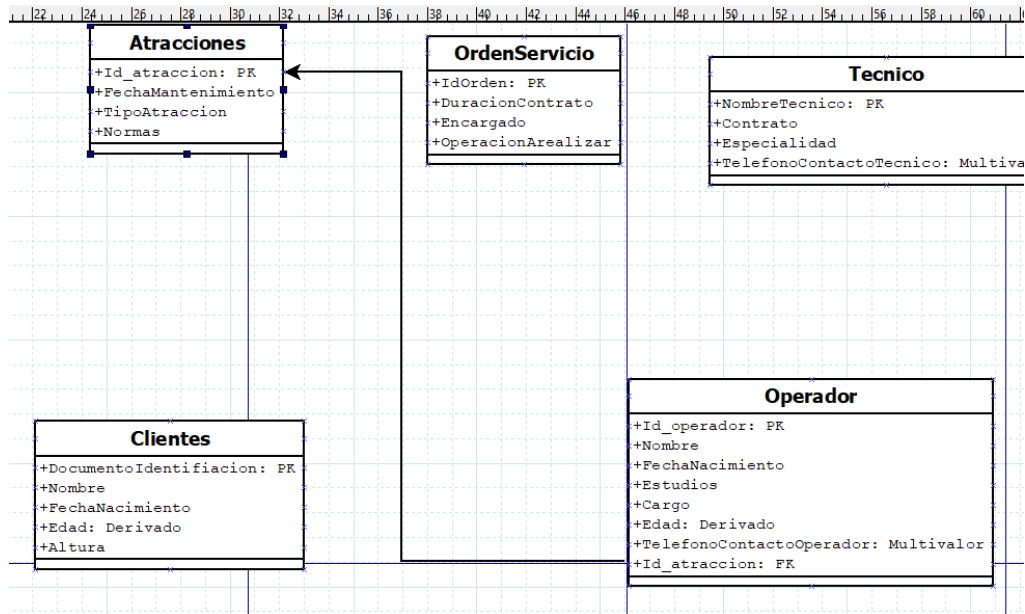 22 24 26 28 30 32 34 36 38 40 42 44 46 48 50 52 54 56 58 60
Atracciones
+Id_atraccion: PK
+FechaMantenimiento
+TipoAtraccion
+Normas
OrdenServicio
+IdOrden: PK
+DuracionContrato
+Encargado
+OperacionArealizar
Tecnico
+NombreTecnico: PK
+Contrato
+Especialidad
+TelefonoContactoTecnico: Multiva
Clientes
+DocumentoIdentifiacion: PK
+Nombre
+FechaNacimiento
+Edad: Derivado
+Altura
Operador
+Id_operador: PK
+Nombre
+FechaNacimiento
+Estudios
+Cargo
+Edad: Derivado
+TelefonoContactoOperador: Multivalor
+Id_atraccion: FK